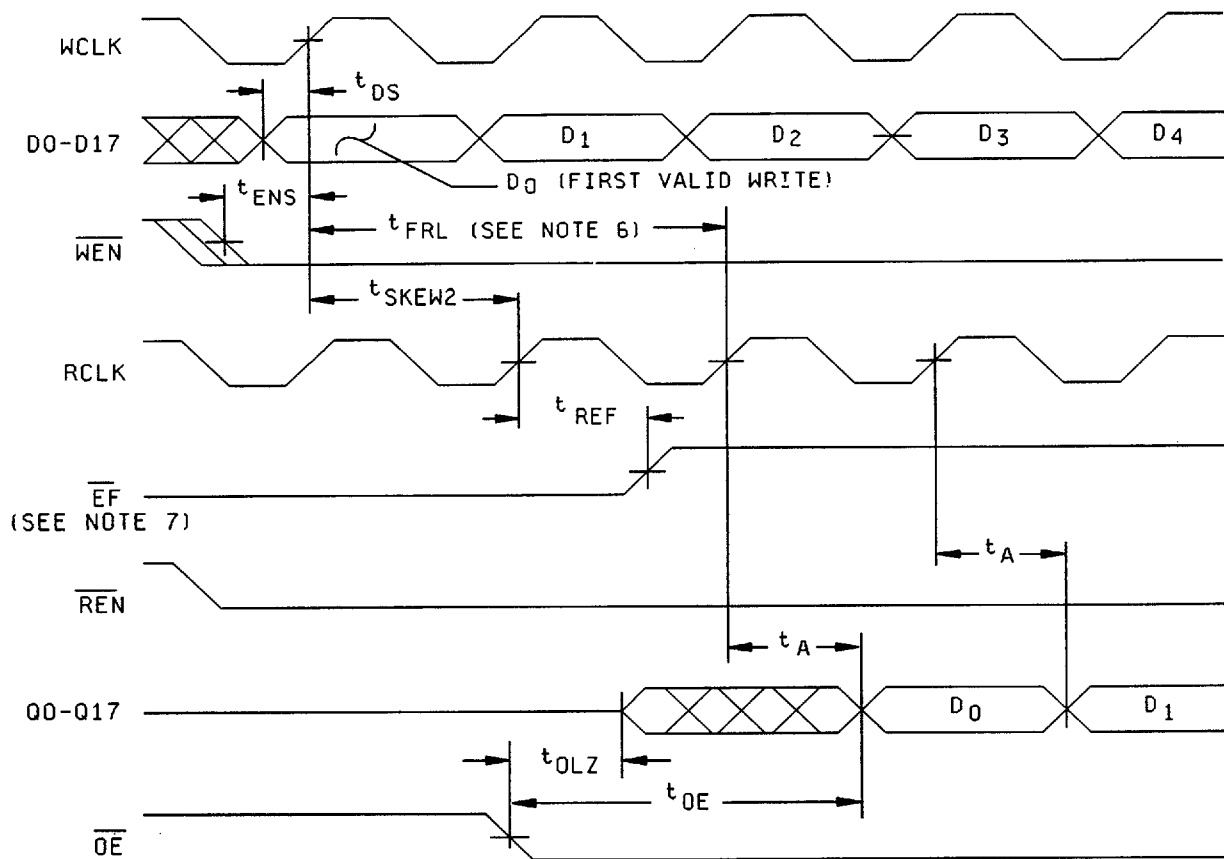 WCLK
tDS
D0-D17
D1
D2
D3
D4
D0 (FIRST VALID WRITE)
tENS
tFRL (SEE NOTE 6)
WEN
tSKEW2
RCLK
tREF
EF
(SEE NOTE 7)
tA
REN
tA
Q0-Q17
D0
D1
tOLZ
tOE
OE